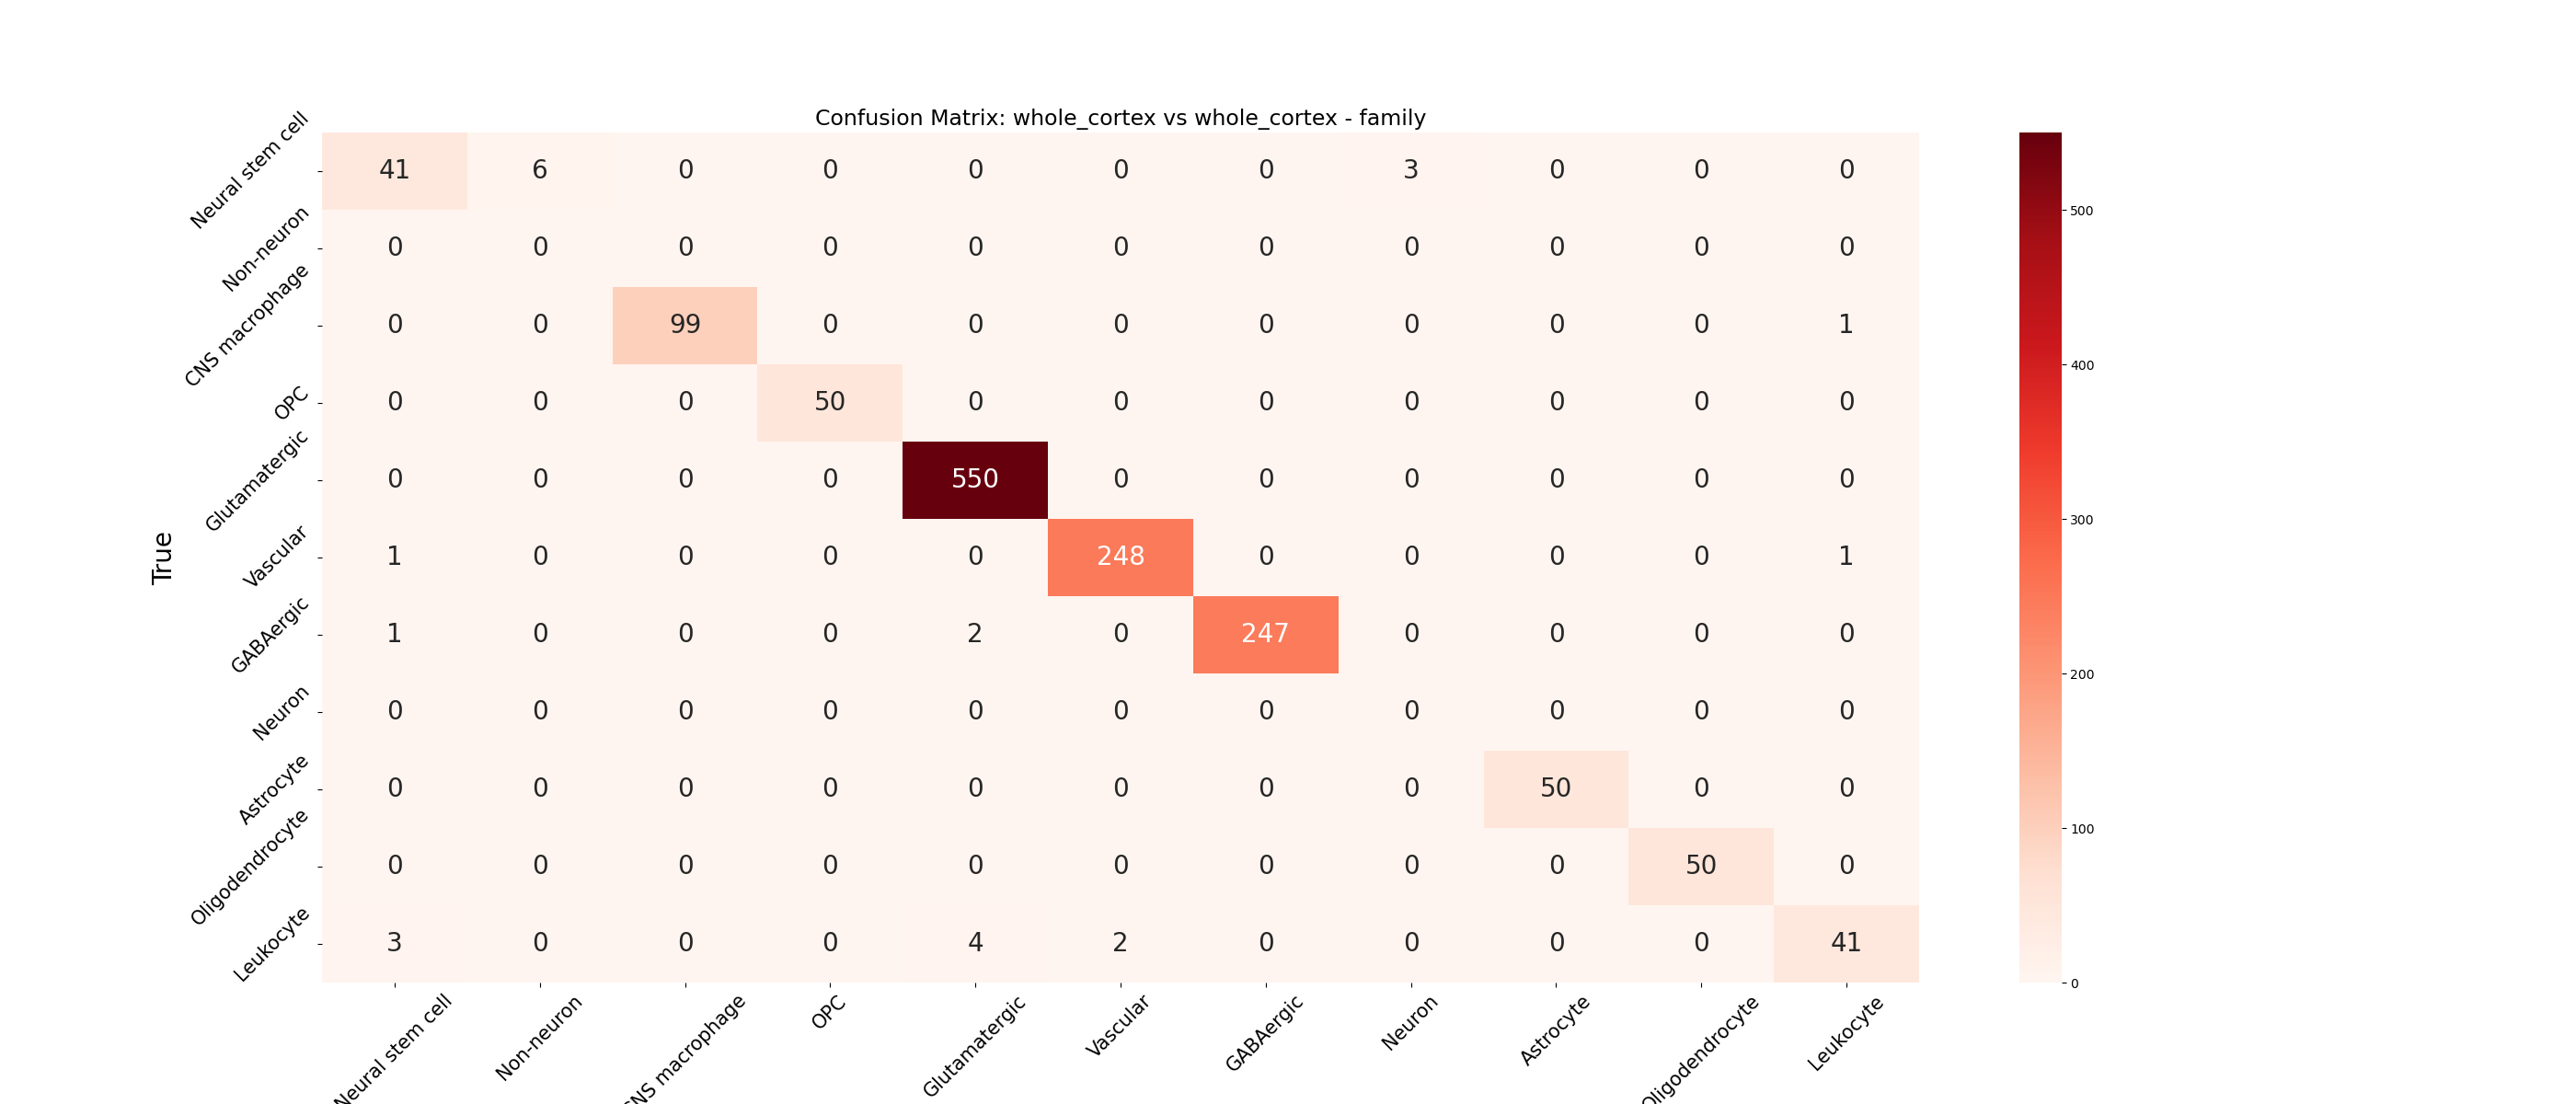 Confusion Matrix: whole_cortex vs whole_cortex - family
True
Neural stem cell 41 6 0 0 0 0 0 3 0 0 0
Non-neuron 0 0 0 0 0 0 0 0 0 0 0
CNS macrophage 0 0 99 0 0 0 0 0 0 0 1
OPC 0 0 0 50 0 0 0 0 0 0 0
Glutamatergic 0 0 0 0 550 0 0 0 0 0 0
Vascular 1 0 0 0 0 248 0 0 0 0 1
GABAergic 1 0 0 0 2 0 247 0 0 0 0
Neuron 0 0 0 0 0 0 0 0 0 0 0
Astrocyte 0 0 0 0 0 0 0 0 50 0 0
Oligodendrocyte 0 0 0 0 0 0 0 0 0 50 0
Leukocyte 3 0 0 0 4 2 0 0 0 0 41
Neural stem cell Non-neuron CNS macrophage OPC Glutamatergic Vascular GABAergic Neuron Astrocyte Oligodendrocyte Leukocyte
500
400
300
200
100
0